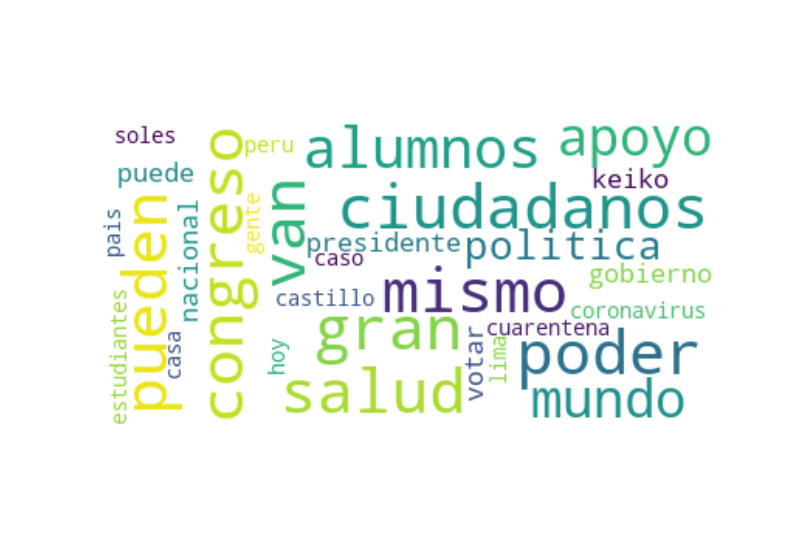 soles
peru
alumnos
apoyo
puede
keiko
congreso
pueden
van
ciudadanos
pais
nacional
gente
presidente
politica
caso
castillo
mismo
gobierno
coronavirus
estudiantes
casa
hoy
gran
cuarentena
votar
lima
poder
salud
mundo